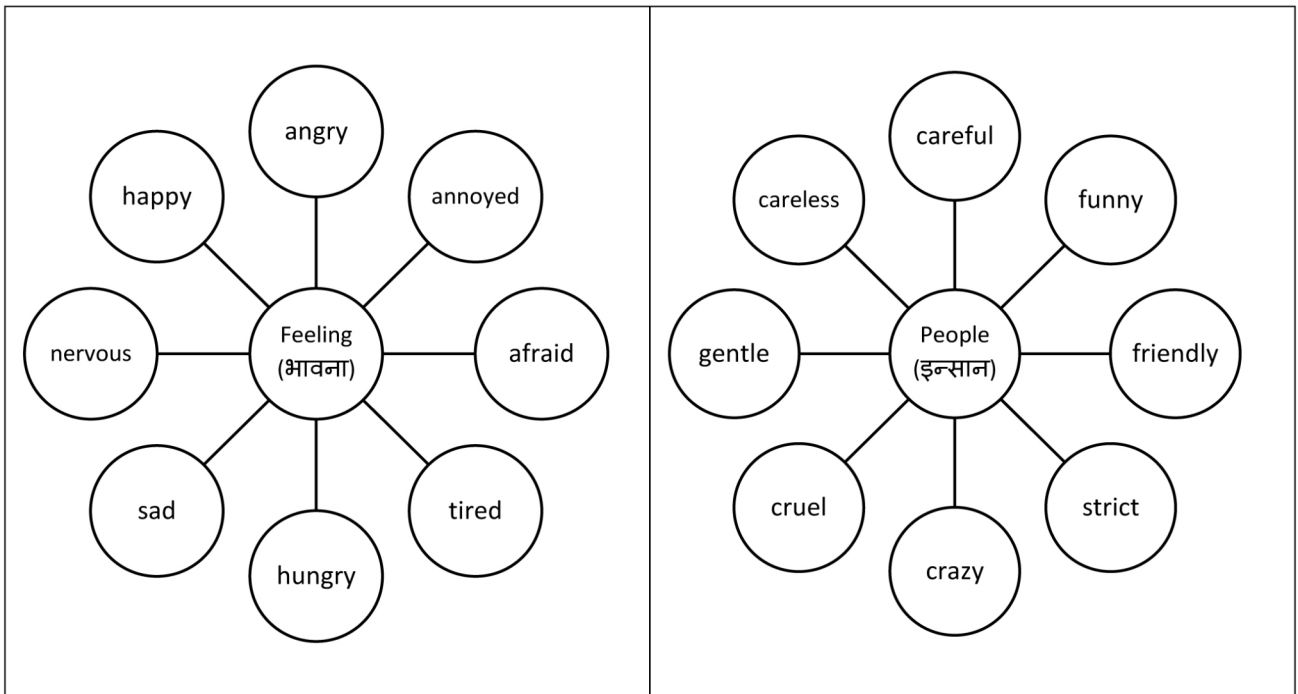 angry
happy
annoyed
nervous
Feeling
(भावना)
afraid
sad
tired
hungry
careful
careless
funny
gentle
People
(इन्सान)
friendly
cruel
strict
crazy